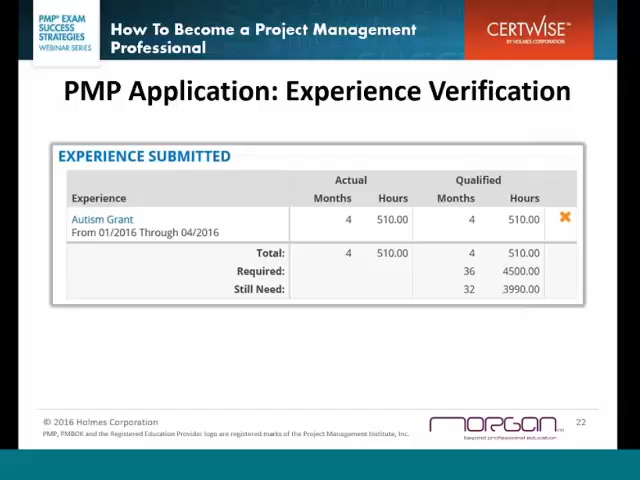 PMP® EXAM
SUCCESS
STRATEGIES
WEBINAR SERIES
How To Become a Project Management
Professional
CERTWISE™
BY HOLMES CORPORATION
PMP Application: Experience Verification
EXPERIENCE SUBMITTED
Actual Qualified
Experience Months Hours Months Hours
Autism Grant 4 510.00 4 510.00
From 01/2016 Through 04/2016
Total: 4 510.00 4 510.00
Required: 36 4500.00
Still Need: 32 3990.00
© 2016 Holmes Corporation
PMP, PMBOK and the Registered Education Provider logo are registered marks of the Project Management Institute, Inc.
MORGAN
beyond professional education
22